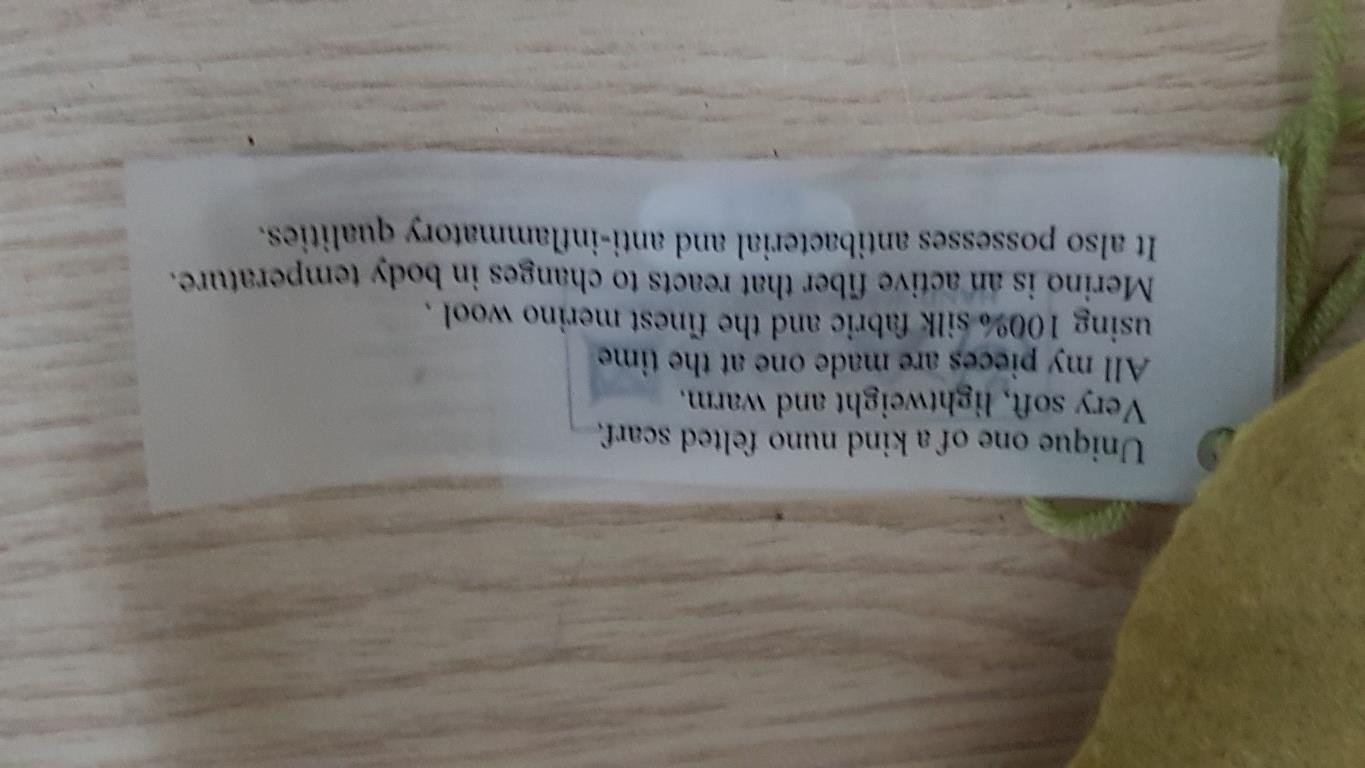 Unique one of a kind nuno felted scarf.
Very soft, lightweight and warm.
All my pieces are made one at the time
using 100% silk fabric and the finest merino wool .
Merino is an active fiber that reacts to changes in body temperature.
It also possesses antibacterial and anti-inflammatory qualities.